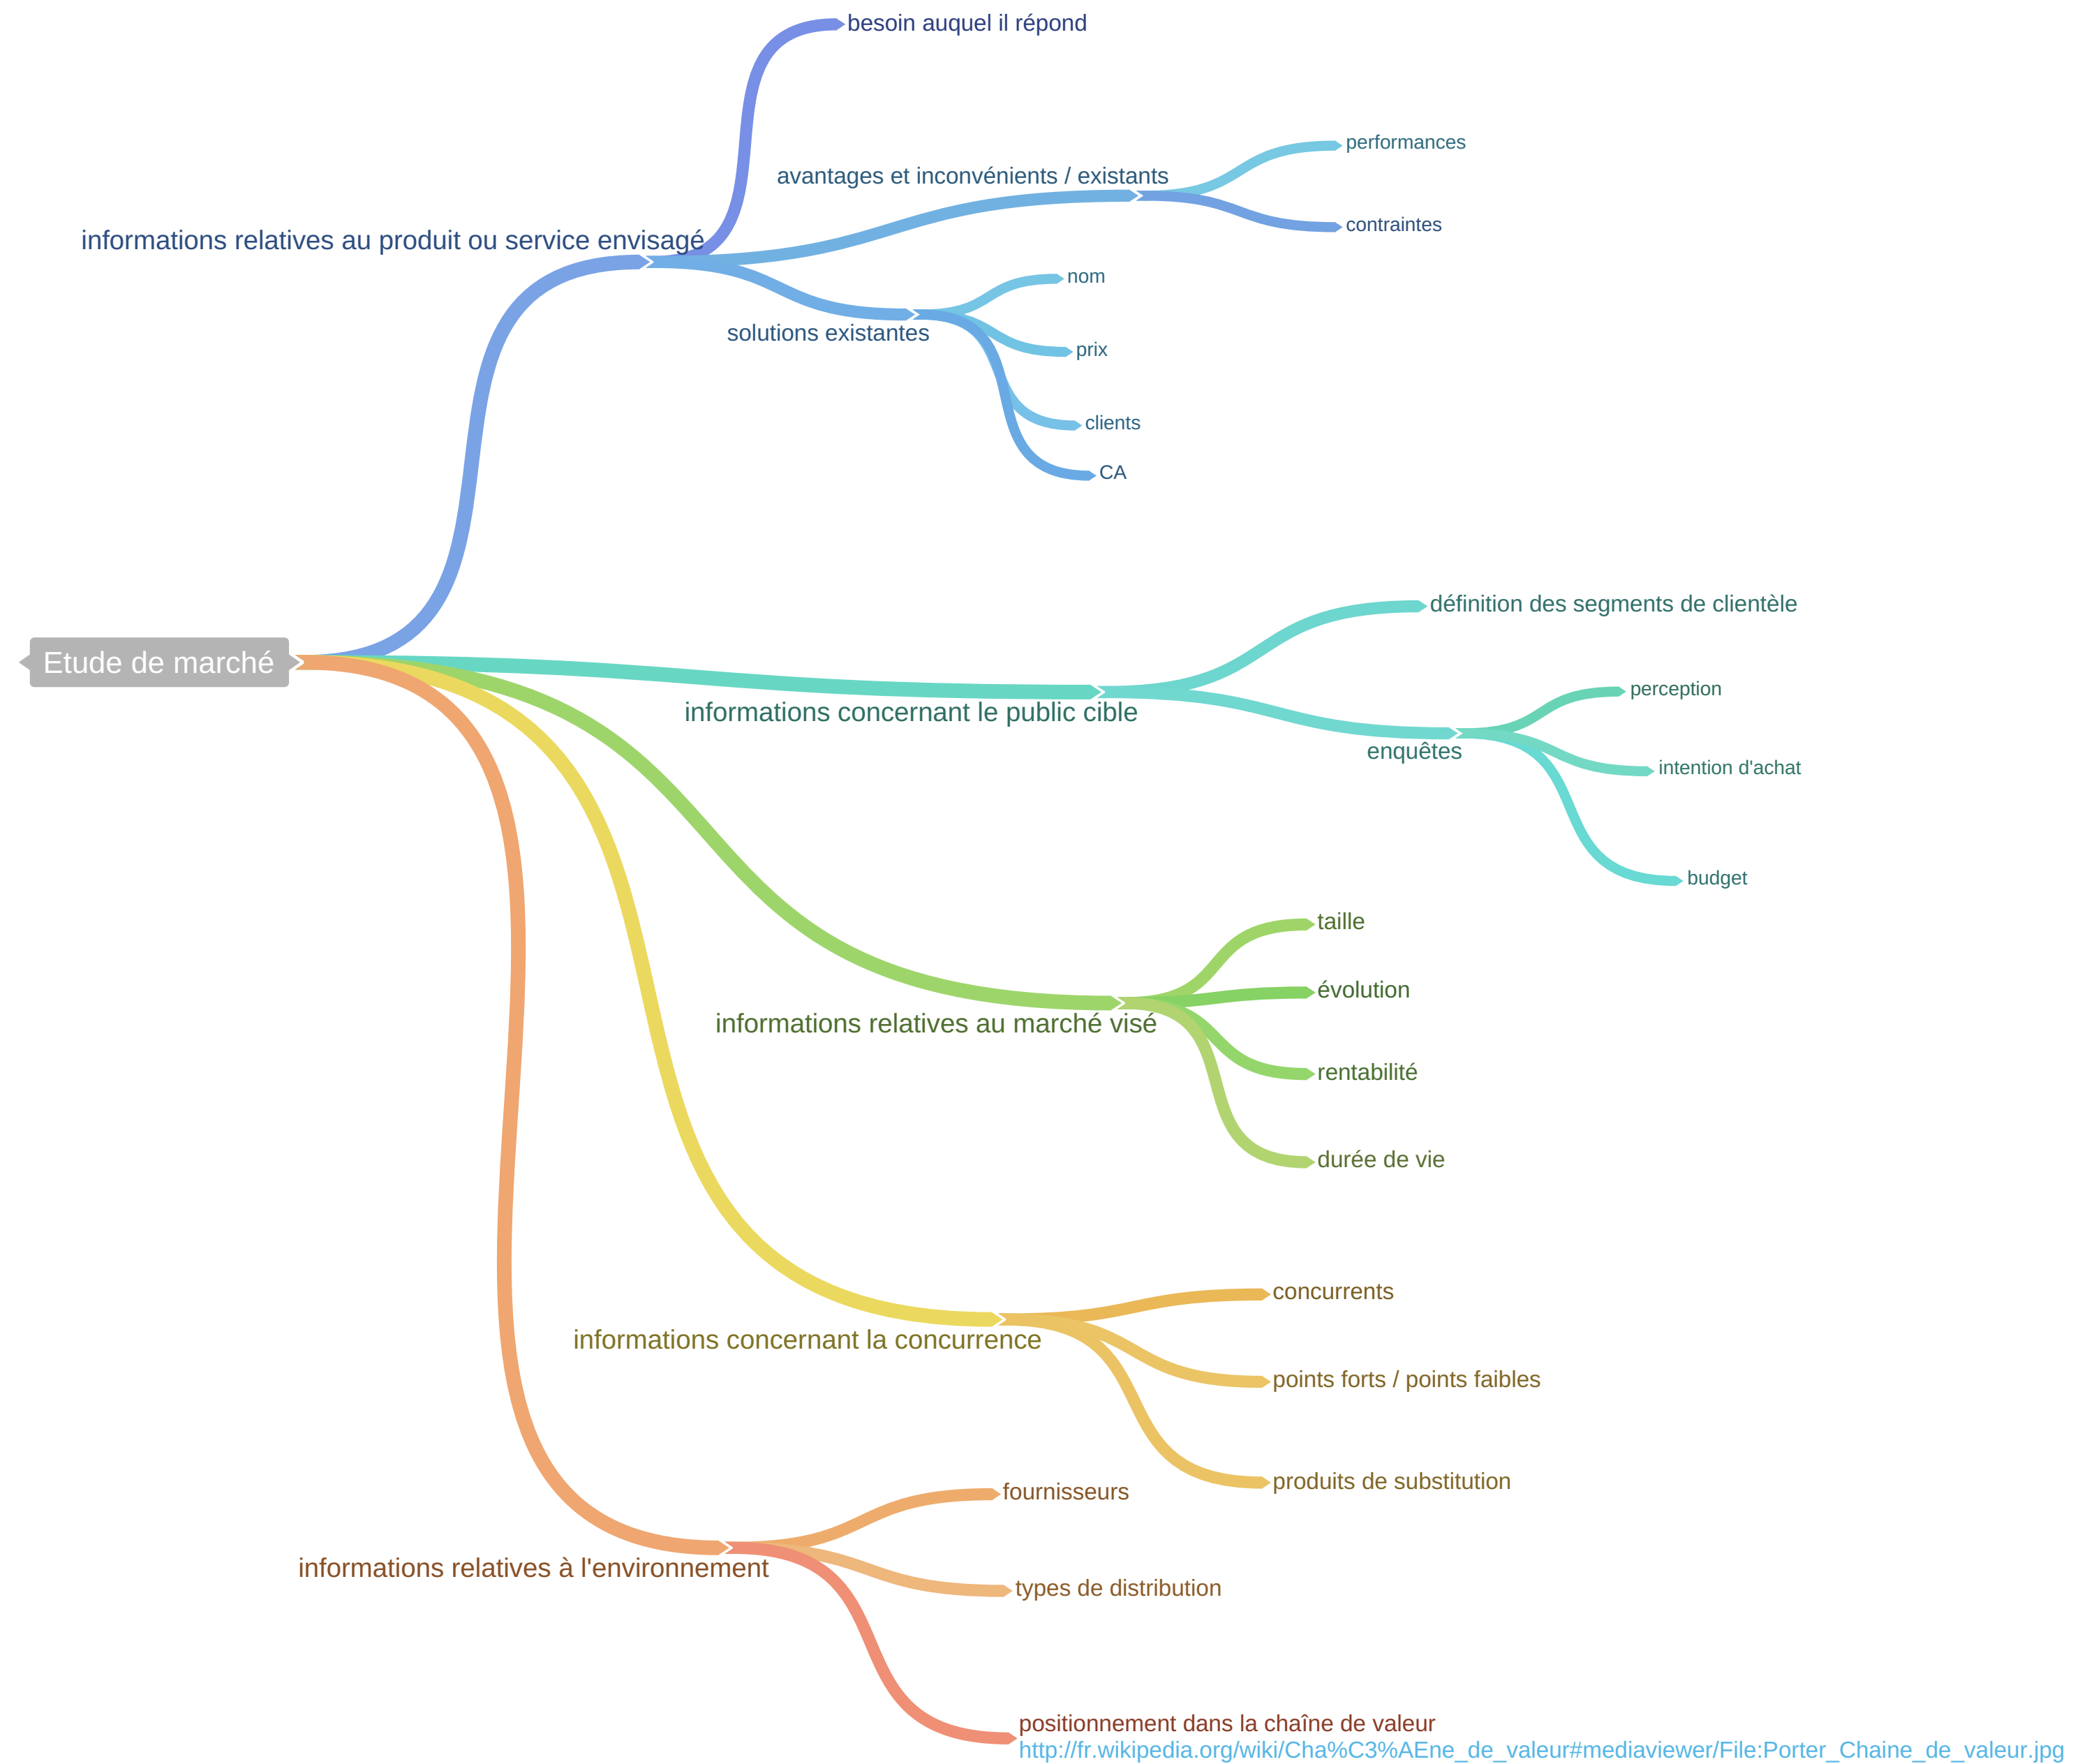 besoin auquel il répond
performances
avantages et inconvénients / existants
contraintes
informations relatives au produit ou service envisagé
nom
solutions existantes
prix
clients
CA
définition des segments de clientèle
Etude de marché
perception
informations concernant le public cible
enquêtes
intention d'achat
budget
taille
évolution
informations relatives au marché visé
rentabilité
durée de vie
concurrents
informations concernant la concurrence
points forts / points faibles
produits de substitution
fournisseurs
informations relatives à l'environnement
types de distribution
positionnement dans la chaîne de valeur
http://fr.wikipedia.org/wiki/Cha%C3%AEne_de_valeur#mediaviewer/File:Porter_Chaine_de_valeur.jpg